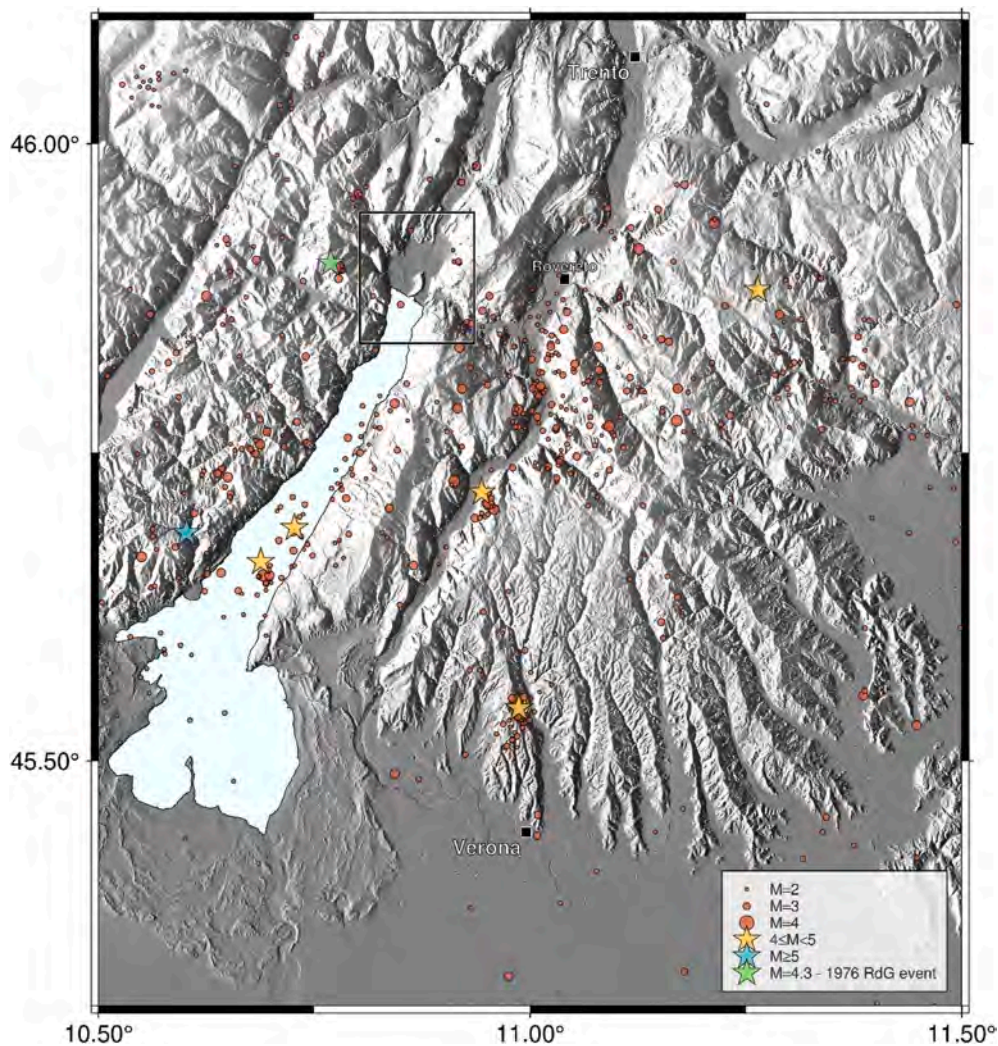 Trento
46.00°
Rovereto
45.50°
Verona
M=2
M=3
M=4
4≤M<5
M≥5
M=4.3 - 1976 RdG event
10.50°
11.00°
11.50°